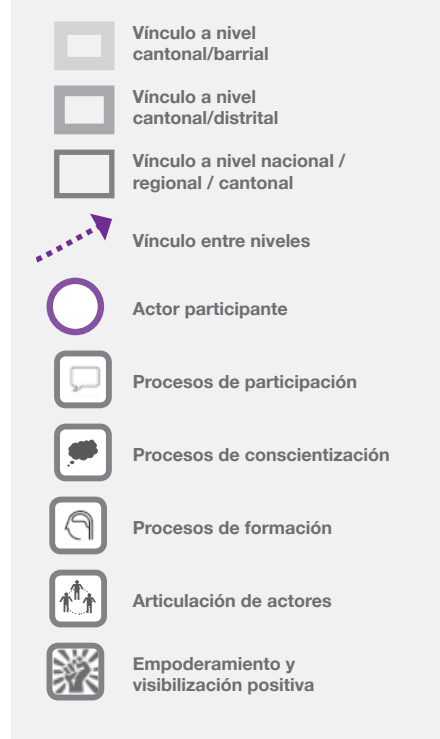 Vínculo a nivel
cantonal/barrial
Vínculo a nivel
cantonal/distrital
Vínculo a nivel nacional /
regional / cantonal
Vínculo entre niveles
Actor participante
Procesos de participación
Procesos de conscientización
Procesos de formación
Articulación de actores
Empoderamiento y
visibilización positiva